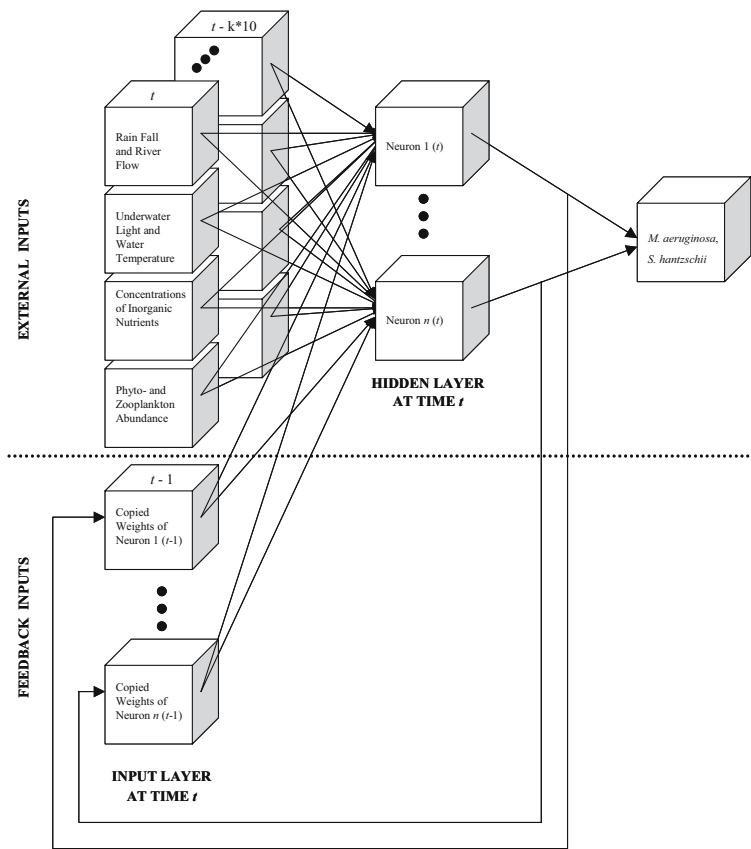 t - k*10
t
Rain Fall
and River
Flow
Underwater
Light and
Water
Temperature
Concentrations
of Inorganic
Nutrients
Phyto- and
Zooplankton
Abundance
EXTERNAL INPUTS
Neuron 1 (t)
Neuron n (t)
HIDDEN LAYER
AT TIME t
M. aeruginosa,
S. hantzschii
t - 1
Copied
Weights of
Neuron 1 (t-1)
Copied
Weights of
Neuron n (t-1)
FEEDBACK INPUTS
INPUT LAYER
AT TIME t